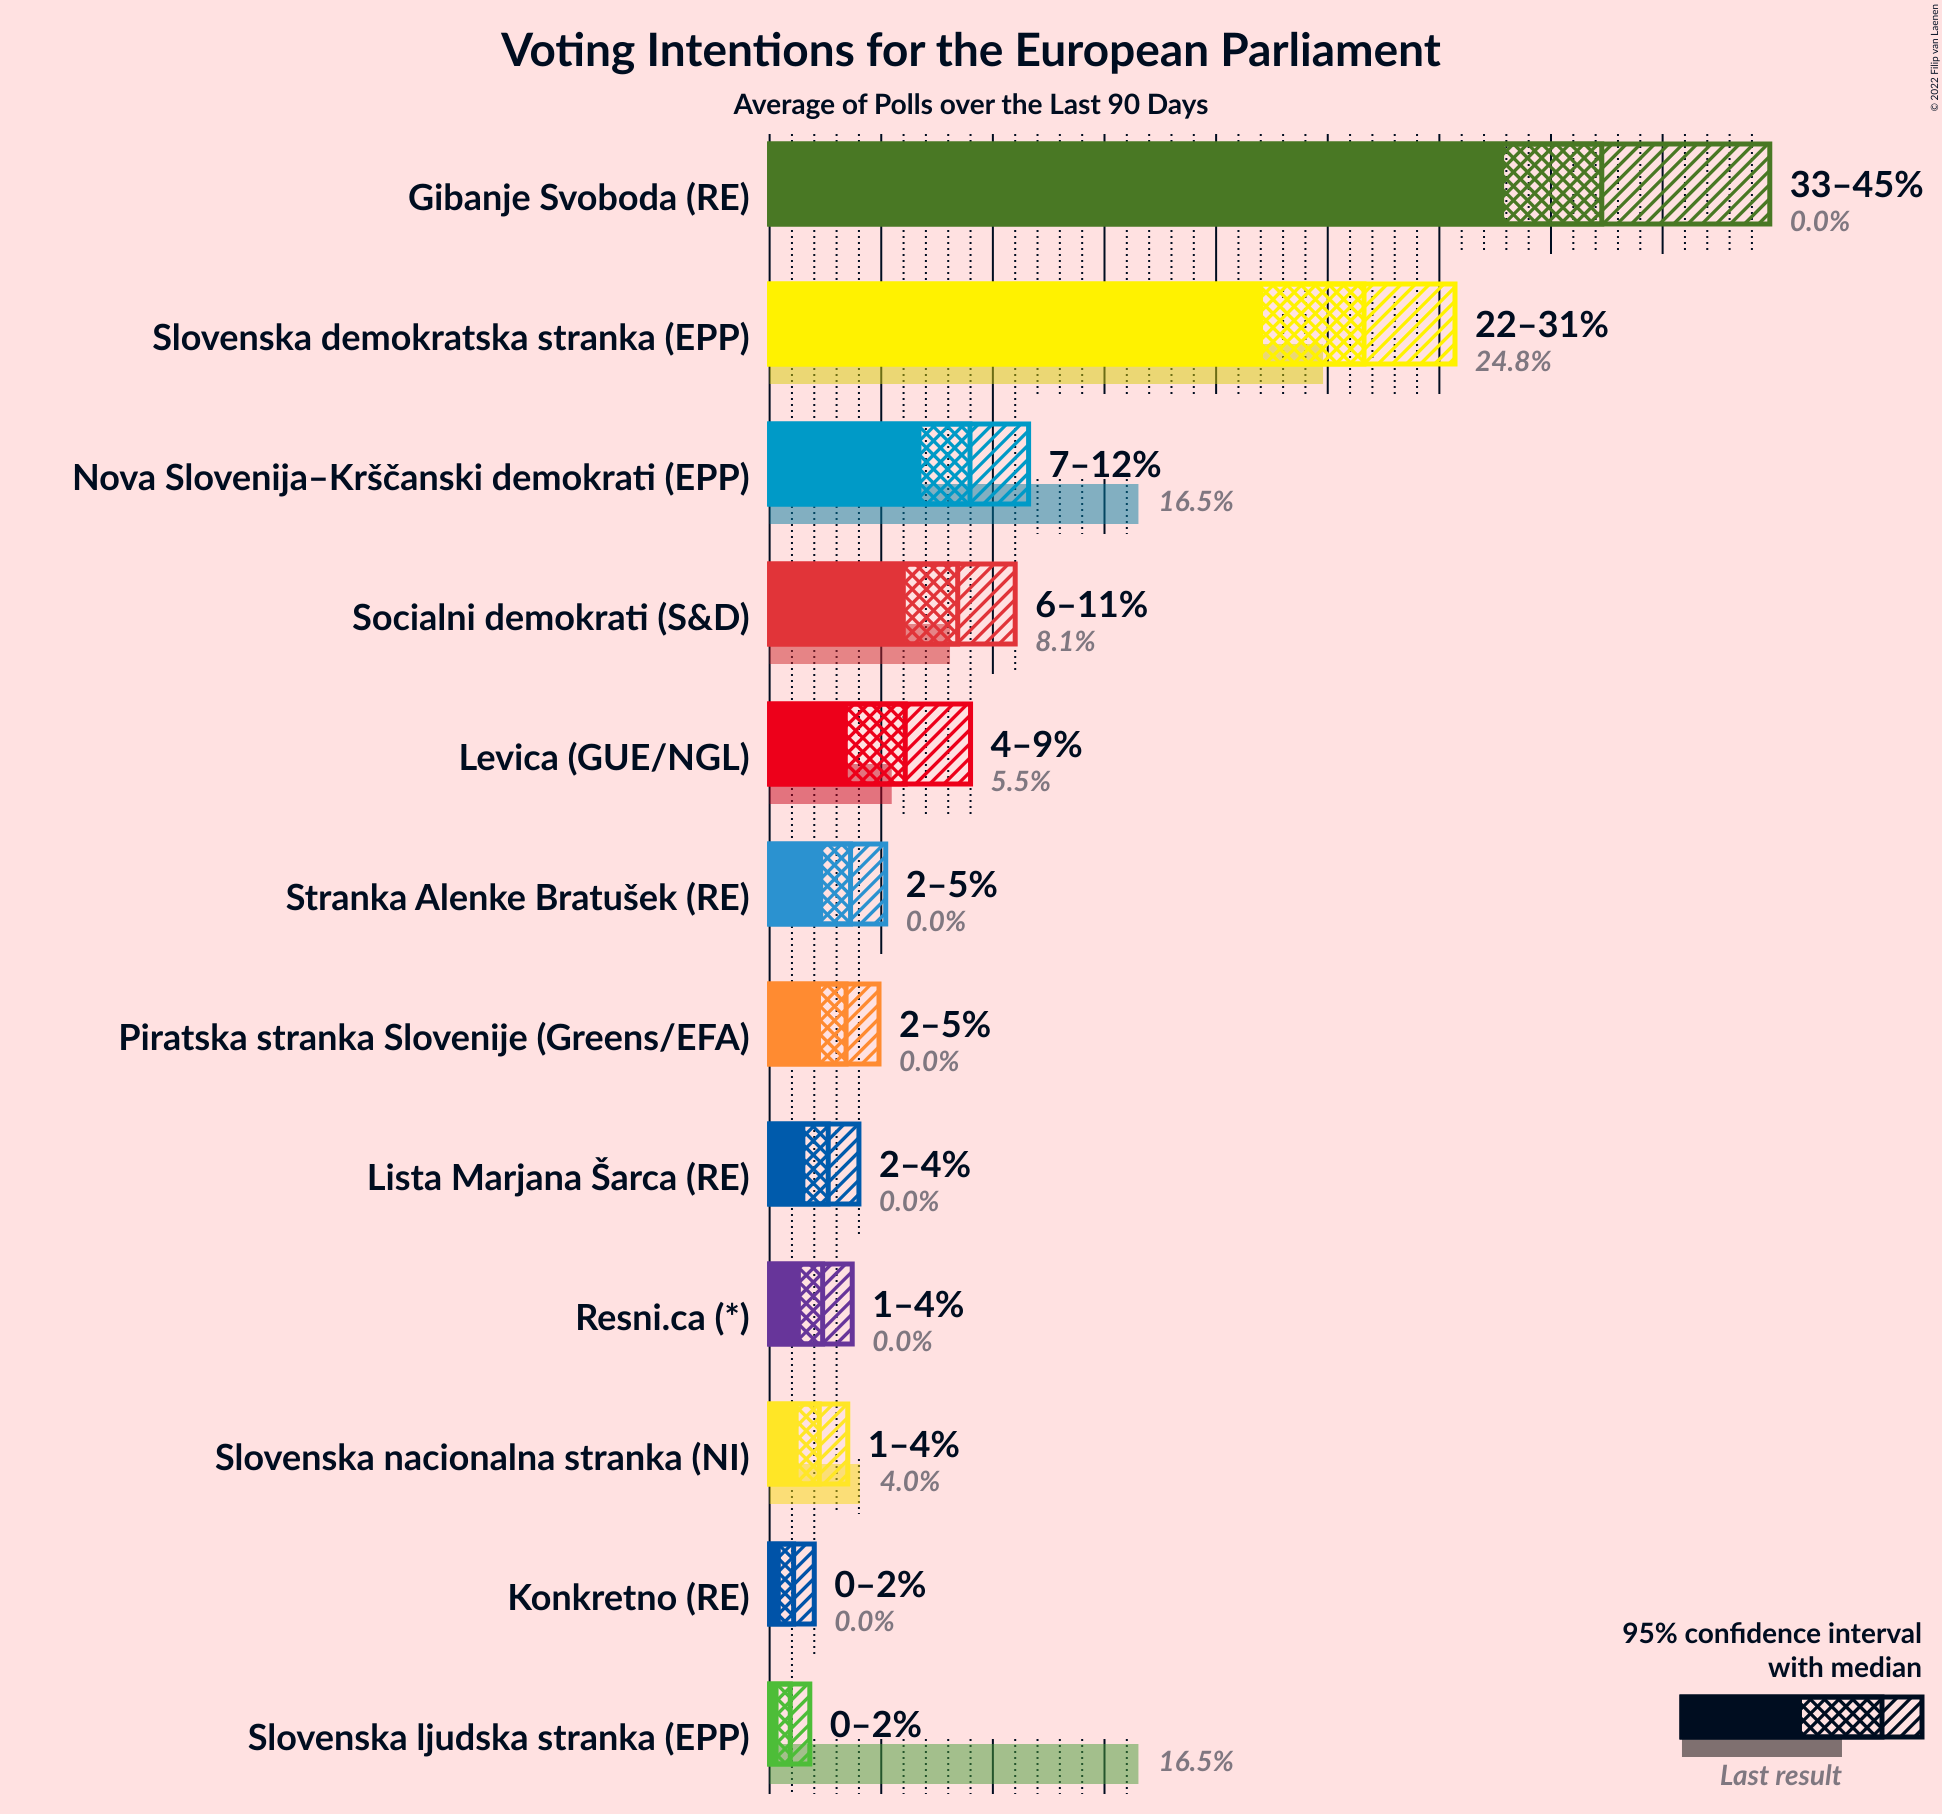 Voting Intentions for the European Parliament
Average of Polls over the Last 90 Days
© 2022 Filip van Laenen
Gibanje Svoboda (RE)
33–45%
0.0%
Slovenska demokratska stranka (EPP)
22–31%
24.8%
Nova Slovenija–Krščanski demokrati (EPP)
7–12%
16.5%
Socialni demokrati (S&D)
6–11%
8.1%
Levica (GUE/NGL)
4–9%
5.5%
Stranka Alenke Bratušek (RE)
2–5%
0.0%
Piratska stranka Slovenije (Greens/EFA)
2–5%
0.0%
Lista Marjana Šarca (RE)
2–4%
0.0%
Resni.ca (*)
1–4%
0.0%
Slovenska nacionalna stranka (NI)
1–4%
4.0%
Konkretno (RE)
0–2%
0.0%
Slovenska ljudska stranka (EPP)
0–2%
16.5%
95% confidence interval
with median
Last result